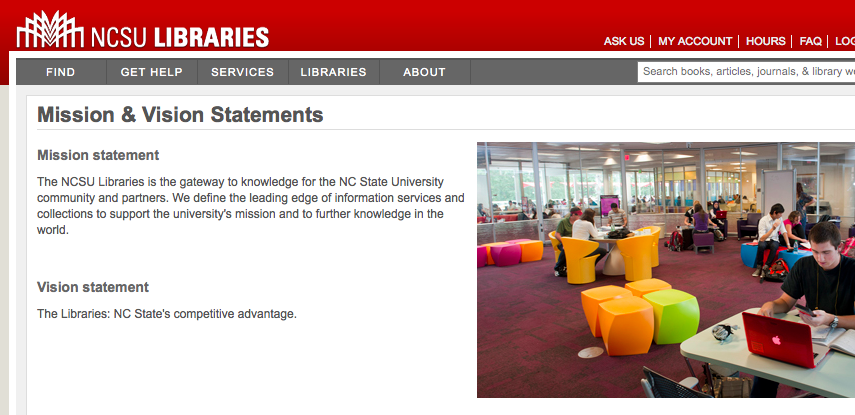 NCSU LIBRARIES
ASK US | MY ACCOUNT | HOURS | FAQ | LOG
FIND GET HELP SERVICES LIBRARIES ABOUT
Search books, articles, journals, & library we
Mission & Vision Statements
Mission statement
The NCSU Libraries is the gateway to knowledge for the NC State University
community and partners. We define the leading edge of information services and
collections to support the university's mission and to further knowledge in the
world.
Vision statement
The Libraries: NC State's competitive advantage.